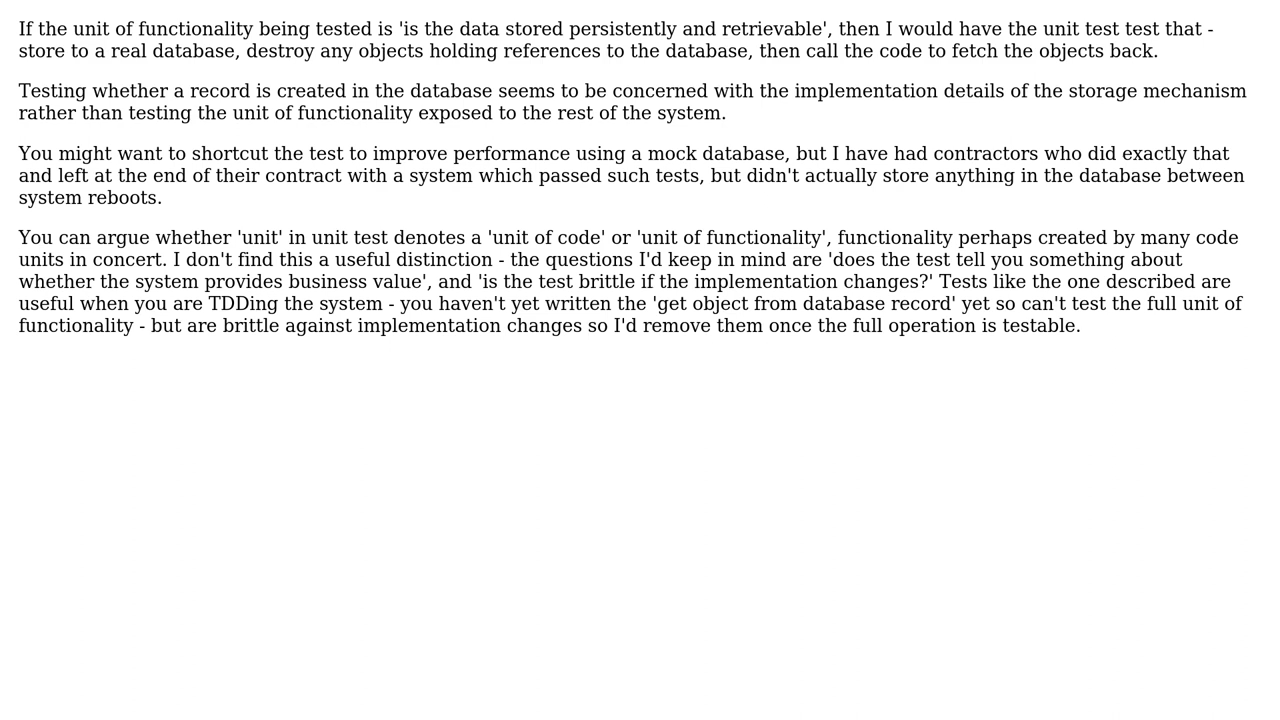 If the unit of functionality being tested is 'is the data stored persistently and retrievable', then I would have the unit test test that -
store to a real database, destroy any objects holding references to the database, then call the code to fetch the objects back.
Testing whether a record is created in the database seems to be concerned with the implementation details of the storage mechanism
rather than testing the unit of functionality exposed to the rest of the system.
You might want to shortcut the test to improve performance using a mock database, but I have had contractors who did exactly that
and left at the end of their contract with a system which passed such tests, but didn't actually store anything in the database between
system reboots.
You can argue whether 'unit' in unit test denotes a 'unit of code' or 'unit of functionality', functionality perhaps created by many code
units in concert. I don't find this a useful distinction - the questions I'd keep in mind are 'does the test tell you something about
whether the system provides business value', and 'is the test brittle if the implementation changes?' Tests like the one described are
useful when you are TDDing the system - you haven't yet written the 'get object from database record' yet so can't test the full unit of
functionality - but are brittle against implementation changes so I'd remove them once the full operation is testable.